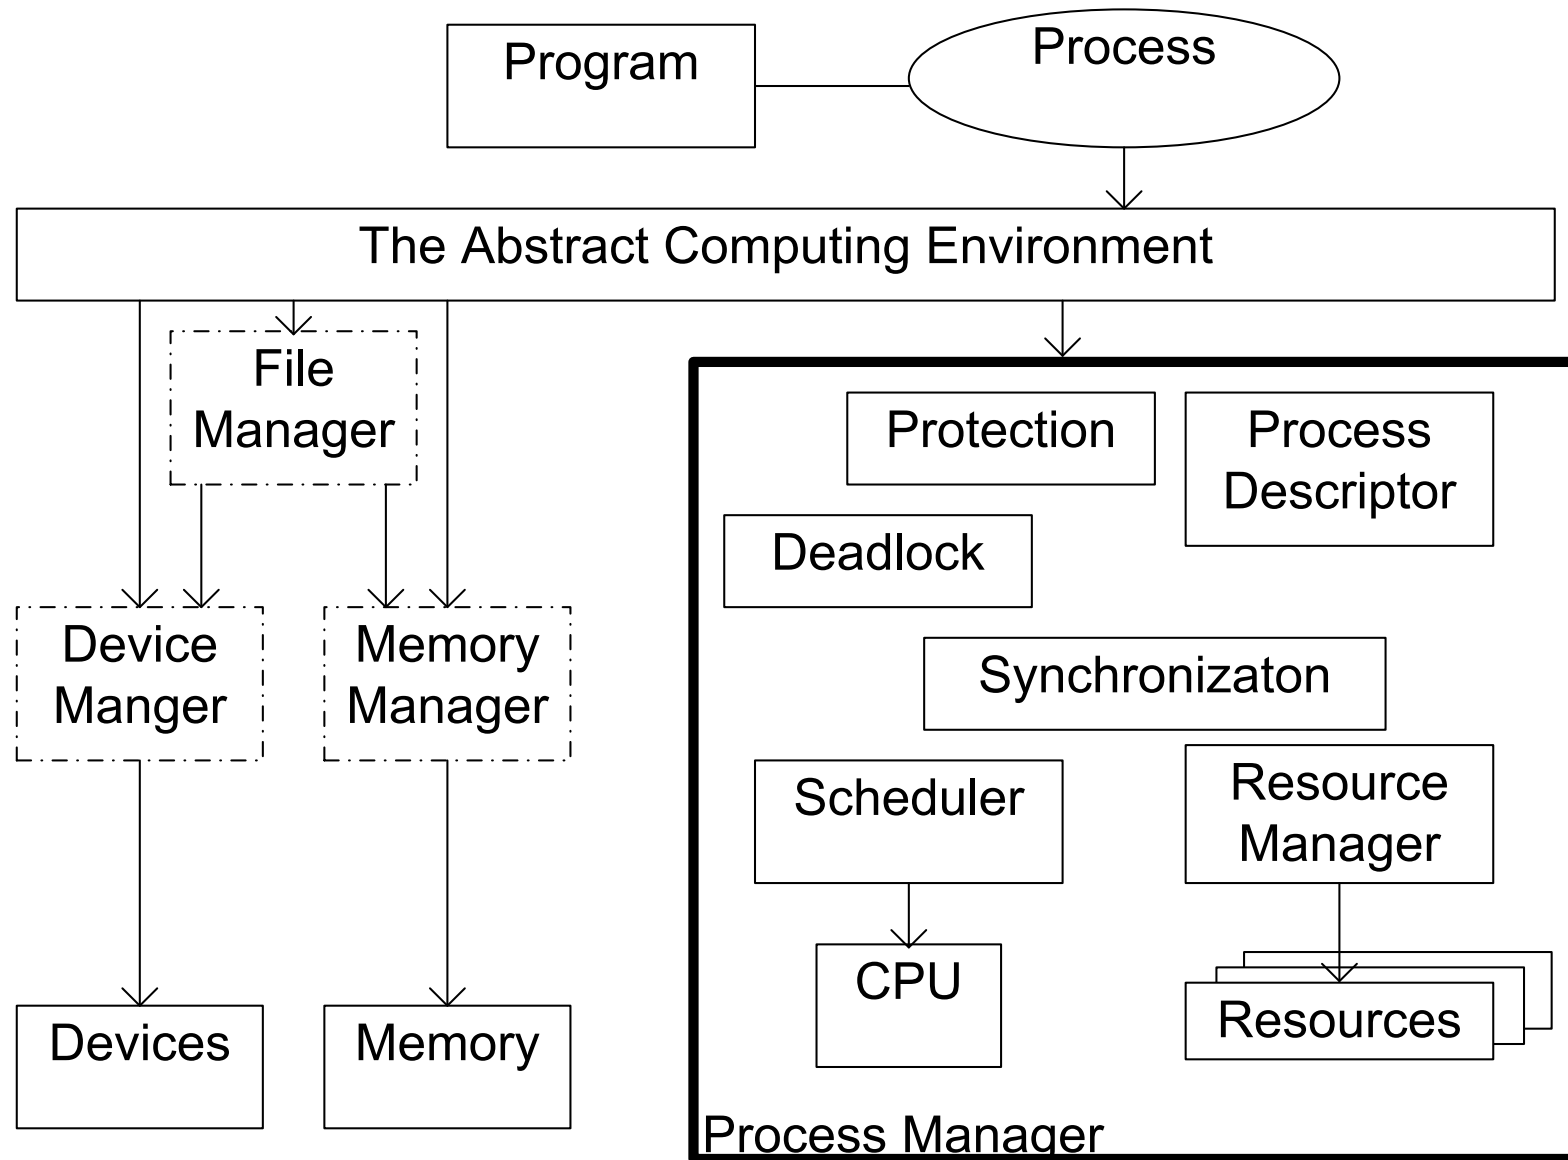 Program
Process
The Abstract Computing Environment
File
Manager
Protection
Process
Descriptor
Deadlock
Device
Manger
Memory
Manager
Synchronizaton
Scheduler
Resource
Manager
CPU
Resources
Devices
Memory
Process Manager